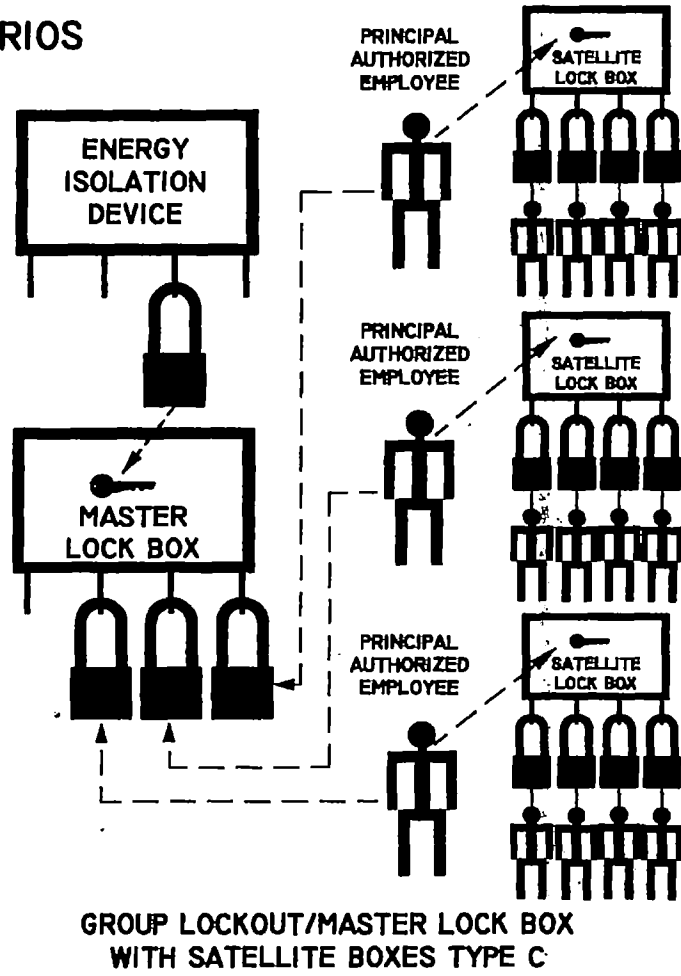 RIOS
ENERGY
ISOLATION
DEVICE
MASTER
LOCK BOX
PRINCIPAL
AUTHORIZED
EMPLOYEE
SATELLITE
LOCK BOX
PRINCIPAL
AUTHORIZED
EMPLOYEE
SATELLITE
LOCK BOX
PRINCIPAL
AUTHORIZED
EMPLOYEE
SATELLITE
LOCK BOX
GROUP LOCKOUT/MASTER LOCK BOX
WITH SATELLITE BOXES TYPE C